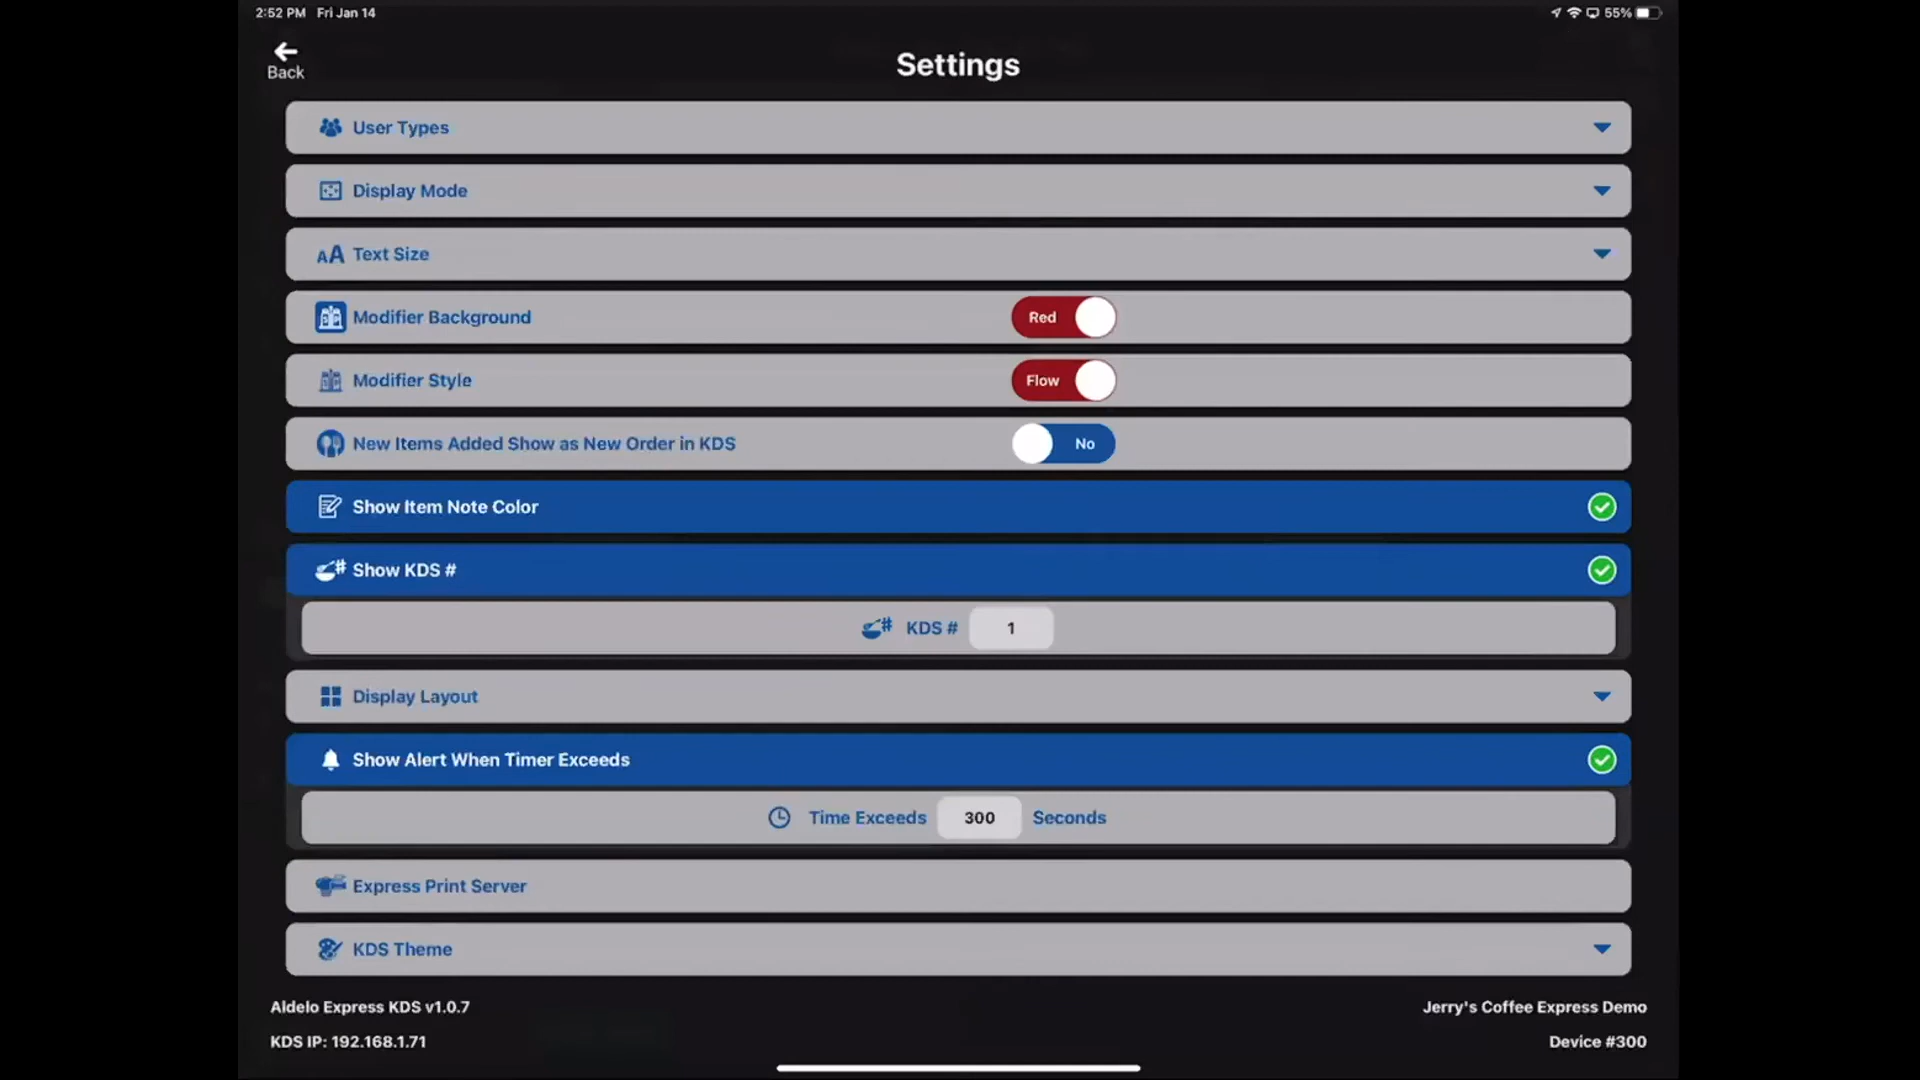 2:52 PM Fri Jan 14
55%
Back
Settings
User Types
Display Mode
AA Text Size
Modifier Background
Red
Modifier Style
Flow
New Items Added Show as New Order in KDS
No
Show Item Note Color
# Show KDS #
# KDS # 1
Display Layout
Show Alert When Timer Exceeds
Time Exceeds 300 Seconds
Express Print Server
KDS Theme
Aldelo Express KDS v1.0.7
Jerry's Coffee Express Demo
KDS IP: 192.168.1.71
Device #300